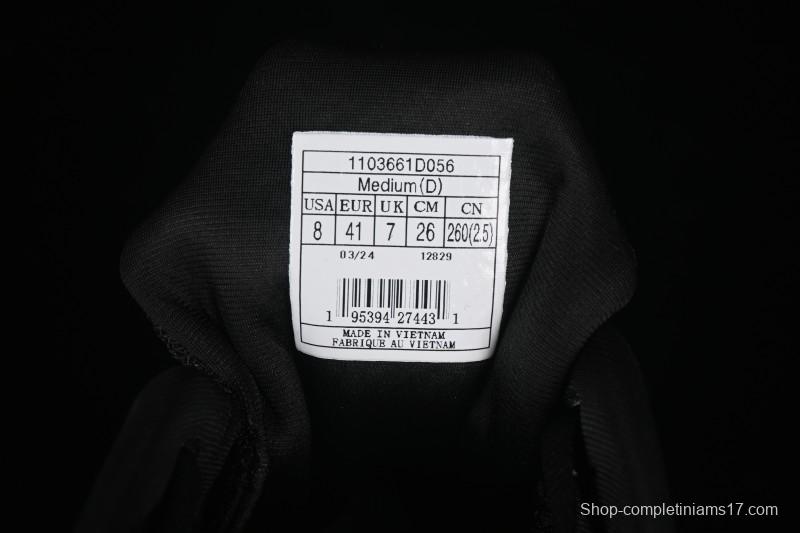 1103661D056
Medium(D)
USA EUR UK CM CN
8 41 7 26 260(2.5)
03/24 12829
1 95394 27443 1
MADE IN VIETNAM
FABRIQUE AU VIETNAM
Shop-completiniams17.com